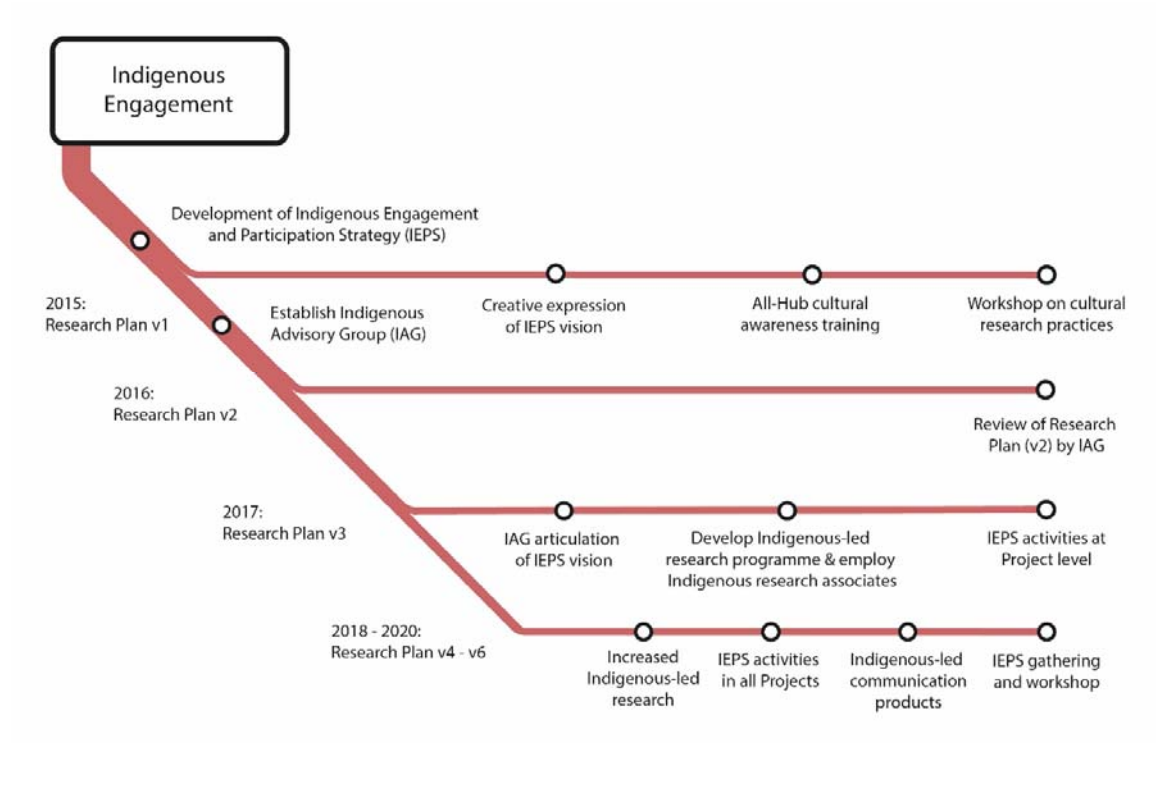 Indigenous
Engagement
Development of Indigenous Engagement
and Participation Strategy (IEPS)
2015:
Research Plan v1
Establish Indigenous
Advisory Group (IAG)
Creative expression
of IEPS vision
All-Hub cultural
awareness training
Workshop on cultural
research practices
2016:
Research Plan v2
Review of Research
Plan (v2) by IAG
2017:
Research Plan v3
IAG articulation
of IEPS vision
Develop Indigenous-led
research programme & employ
Indigenous research associates
IEPS activities at
Project level
2018 - 2020:
Research Plan v4 - v6
Increased
Indigenous-led
research
IEPS activities
in all Projects
Indigenous-led
communication
products
IEPS gathering
and workshop